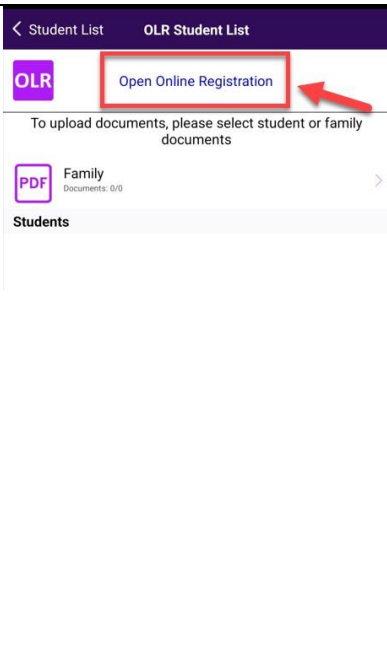 Student List OLR Student List
OLR Open Online Registration
To upload documents, please select student or family
documents
PDF Family
Documents: 0/0
Students